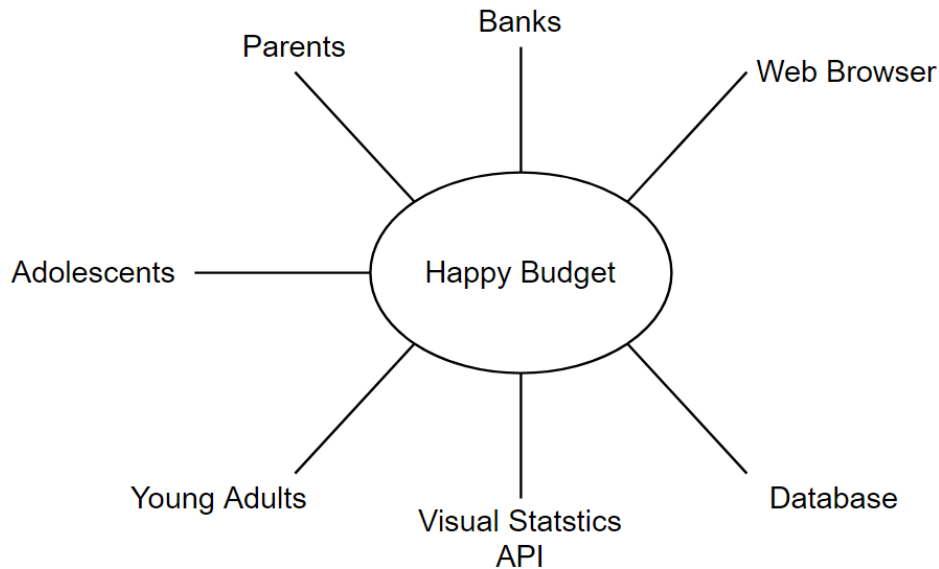 Banks
Parents
Web Browser
Adolescents
Happy Budget
Young Adults
Database
Visual Statstics
API